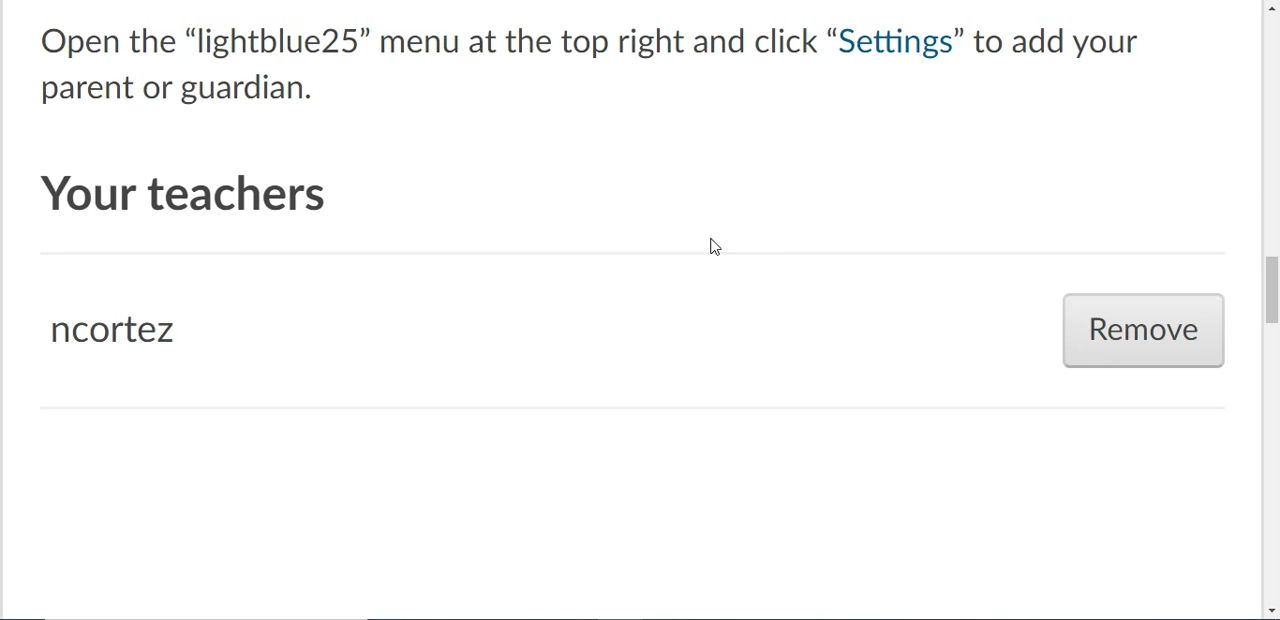 Open the “lightblue25” menu at the top right and click “Settings” to add your
parent or guardian.
Your teachers
ncortez
Remove